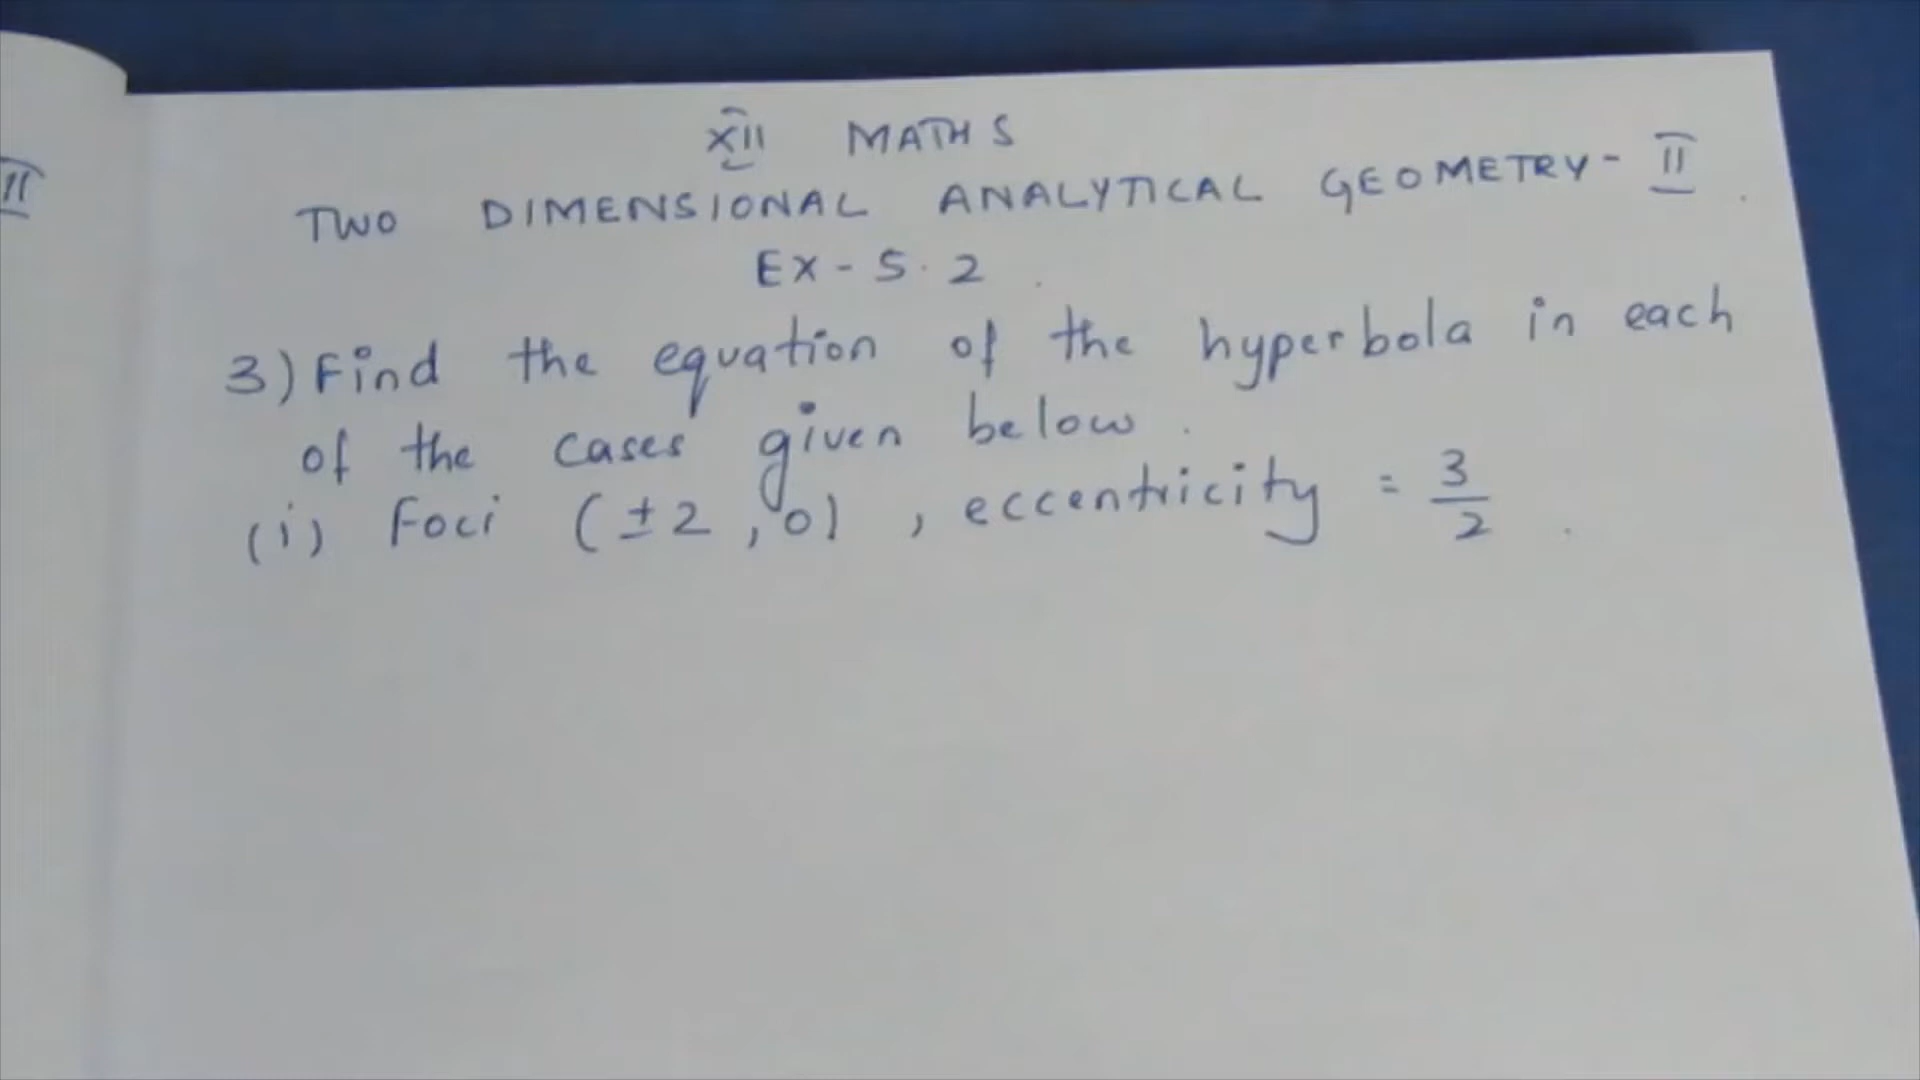 II
XII MATHS
TWO DIMENSIONAL ANALYTICAL GEOMETRY - II
EX - 5.2
3) Find the equation of the hyperbola in each
of the cases given below.
(i) Foci (±2, 0), eccentricity = 3/2.